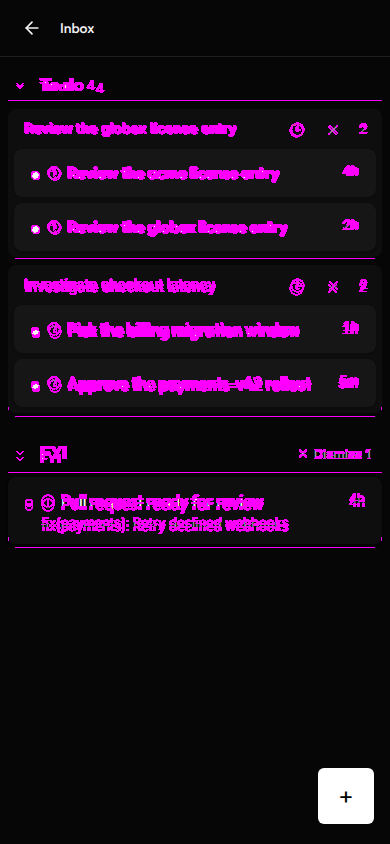 Inbox
To do 4
Review the globex license entry 2
Review the acme license entry 4h
Review the globex license entry 2h
Investigate checkout latency 2
Pick the billing migration window 1h
Approve the payments-v42 rollout 5m
FYI Dismiss 1
Pull request ready for review 4h
fix(payments): Retry declined webhooks
+